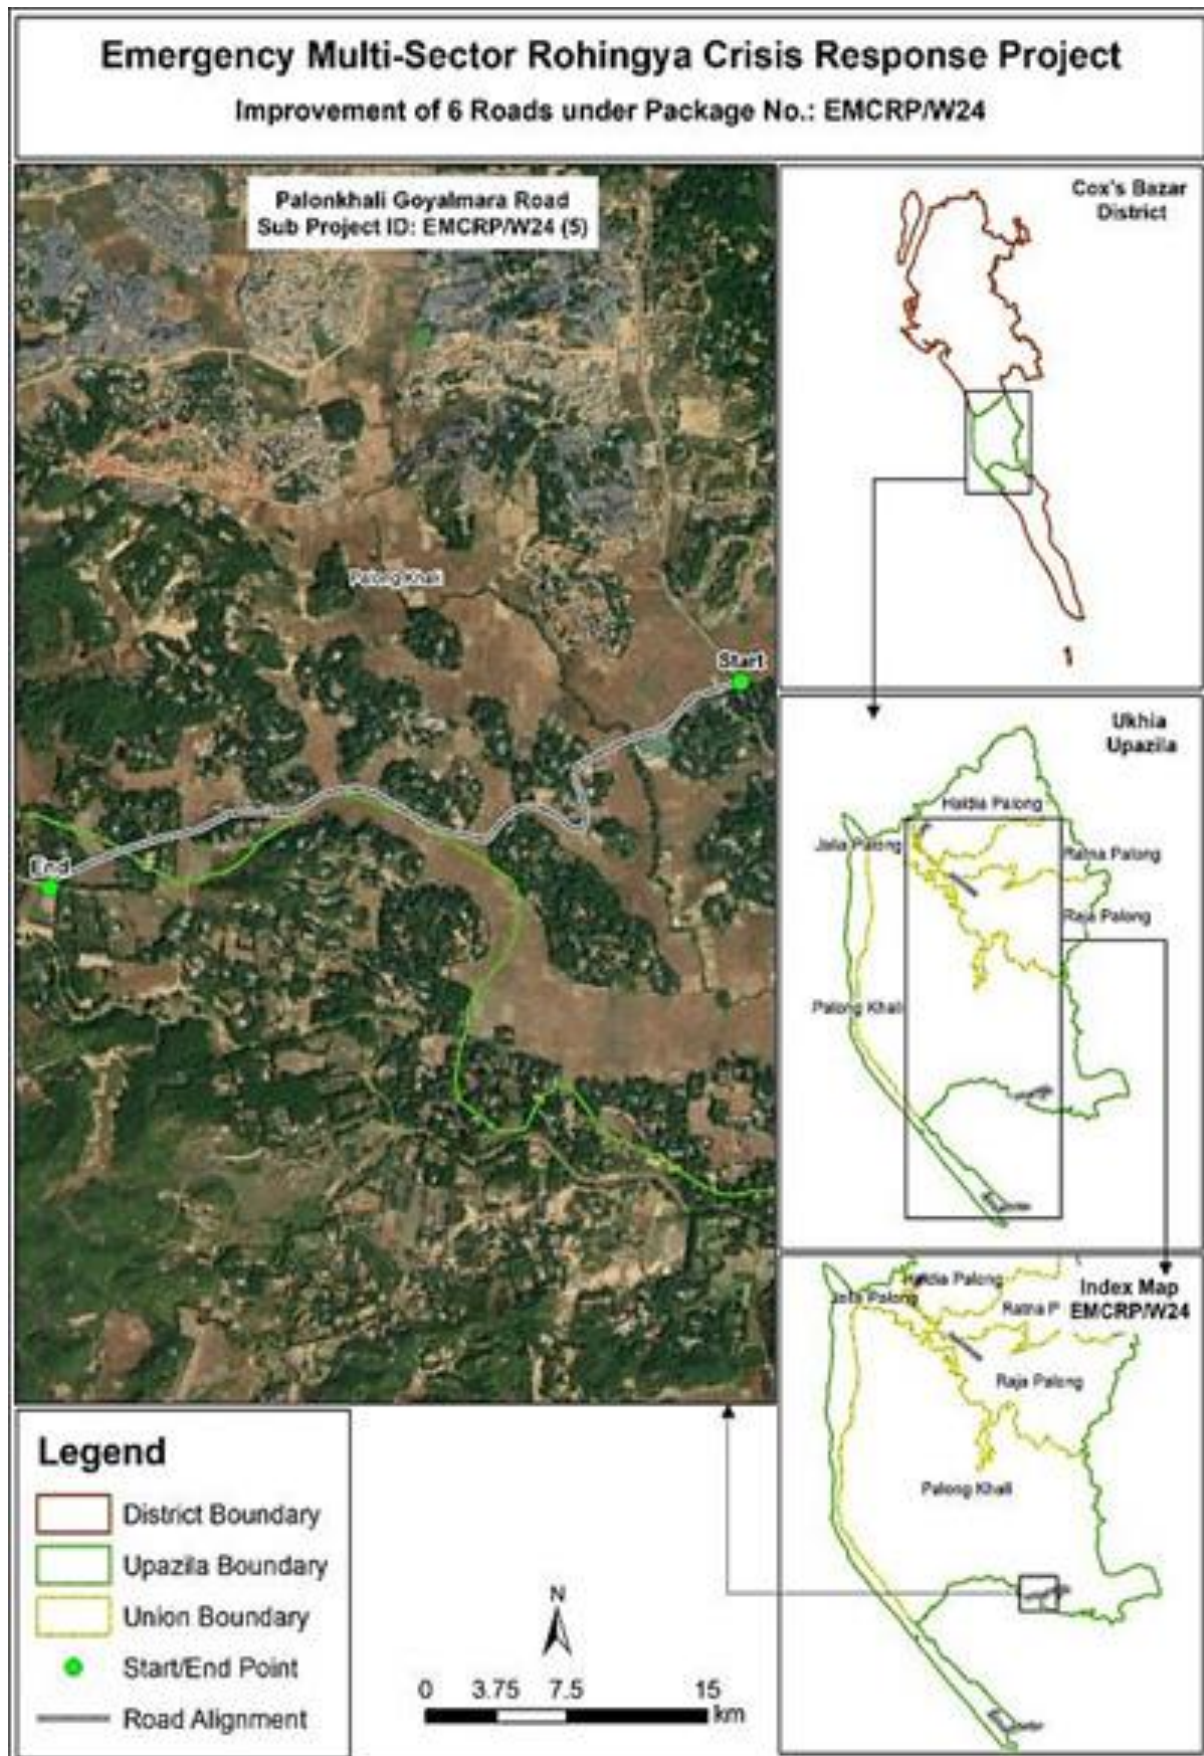 Emergency Multi-Sector Rohingya Crisis Response Project
Improvement of 6 Roads under Package No.: EMCRP/W24
Palonkhali Goyalmara Road
Sub Project ID: EMCRP/W24 (5)
Palong Khali
Start
End
Cox's Bazar
District
Ukhia
Upazila
Haldia Palong
Jalia Palong
Ratna Palong
Raja Palong
Palong Khali
Index Map
EMCRP/W24
Haldia Palong
Jalia Palong
Ratna P
Raja Palong
Palong Khali
Legend
District Boundary
Upazila Boundary
Union Boundary
Start/End Point
Road Alignment
N
0 3.75 7.5 15
km